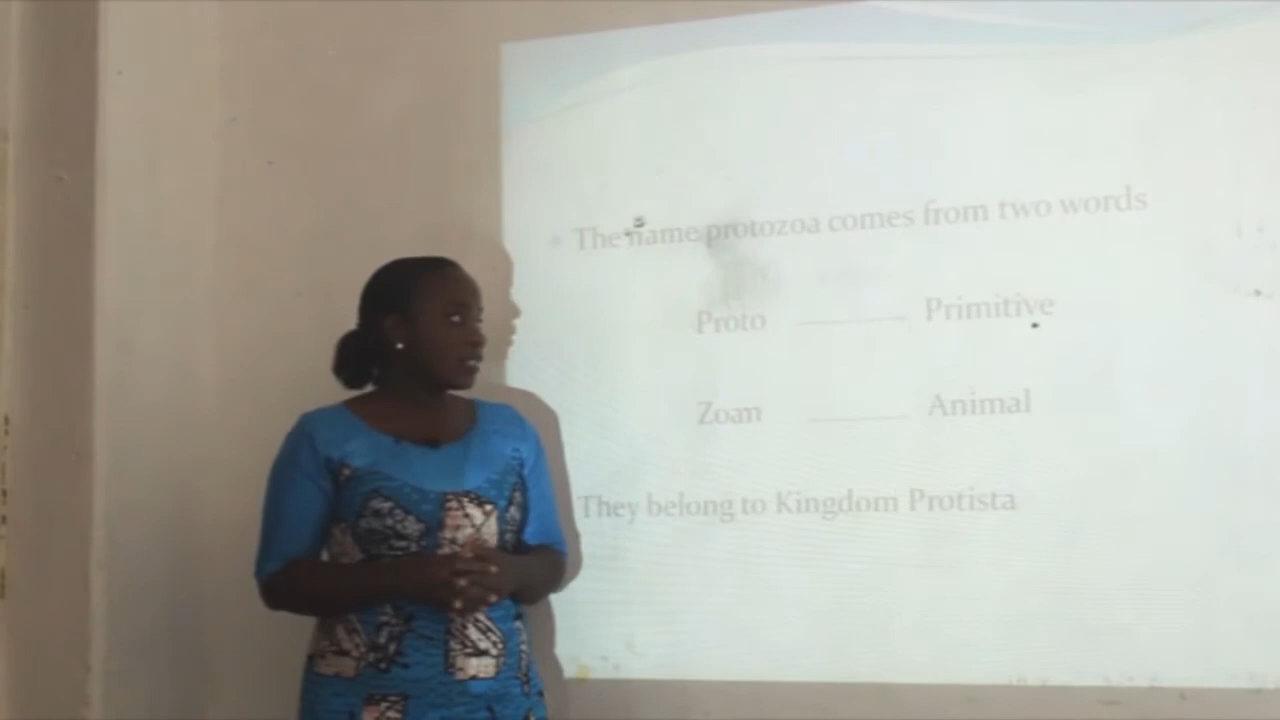 The name protozoa comes from two words
Proto ______ Primitive
Zoan ______ Animal
They belong to Kingdom Protista